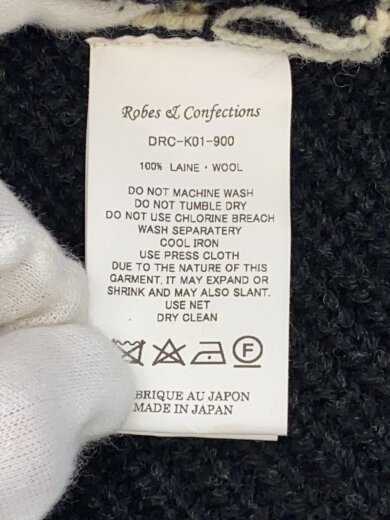 Robes & Confections
DRC-K01-900
100% LAINE・WOOL
DO NOT MACHINE WASH
DO NOT TUMBLE DRY
DO NOT USE CHLORINE BREACH
WASH SEPARATERY
COOL IRON
USE PRESS CLOTH
DUE TO THE NATURE OF THIS
GARMENT, IT MAY EXPAND OR
SHRINK AND MAY ALSO SLANT.
USE NET
DRY CLEAN
F
BRIQUE AU JAPON
MADE IN JAPAN